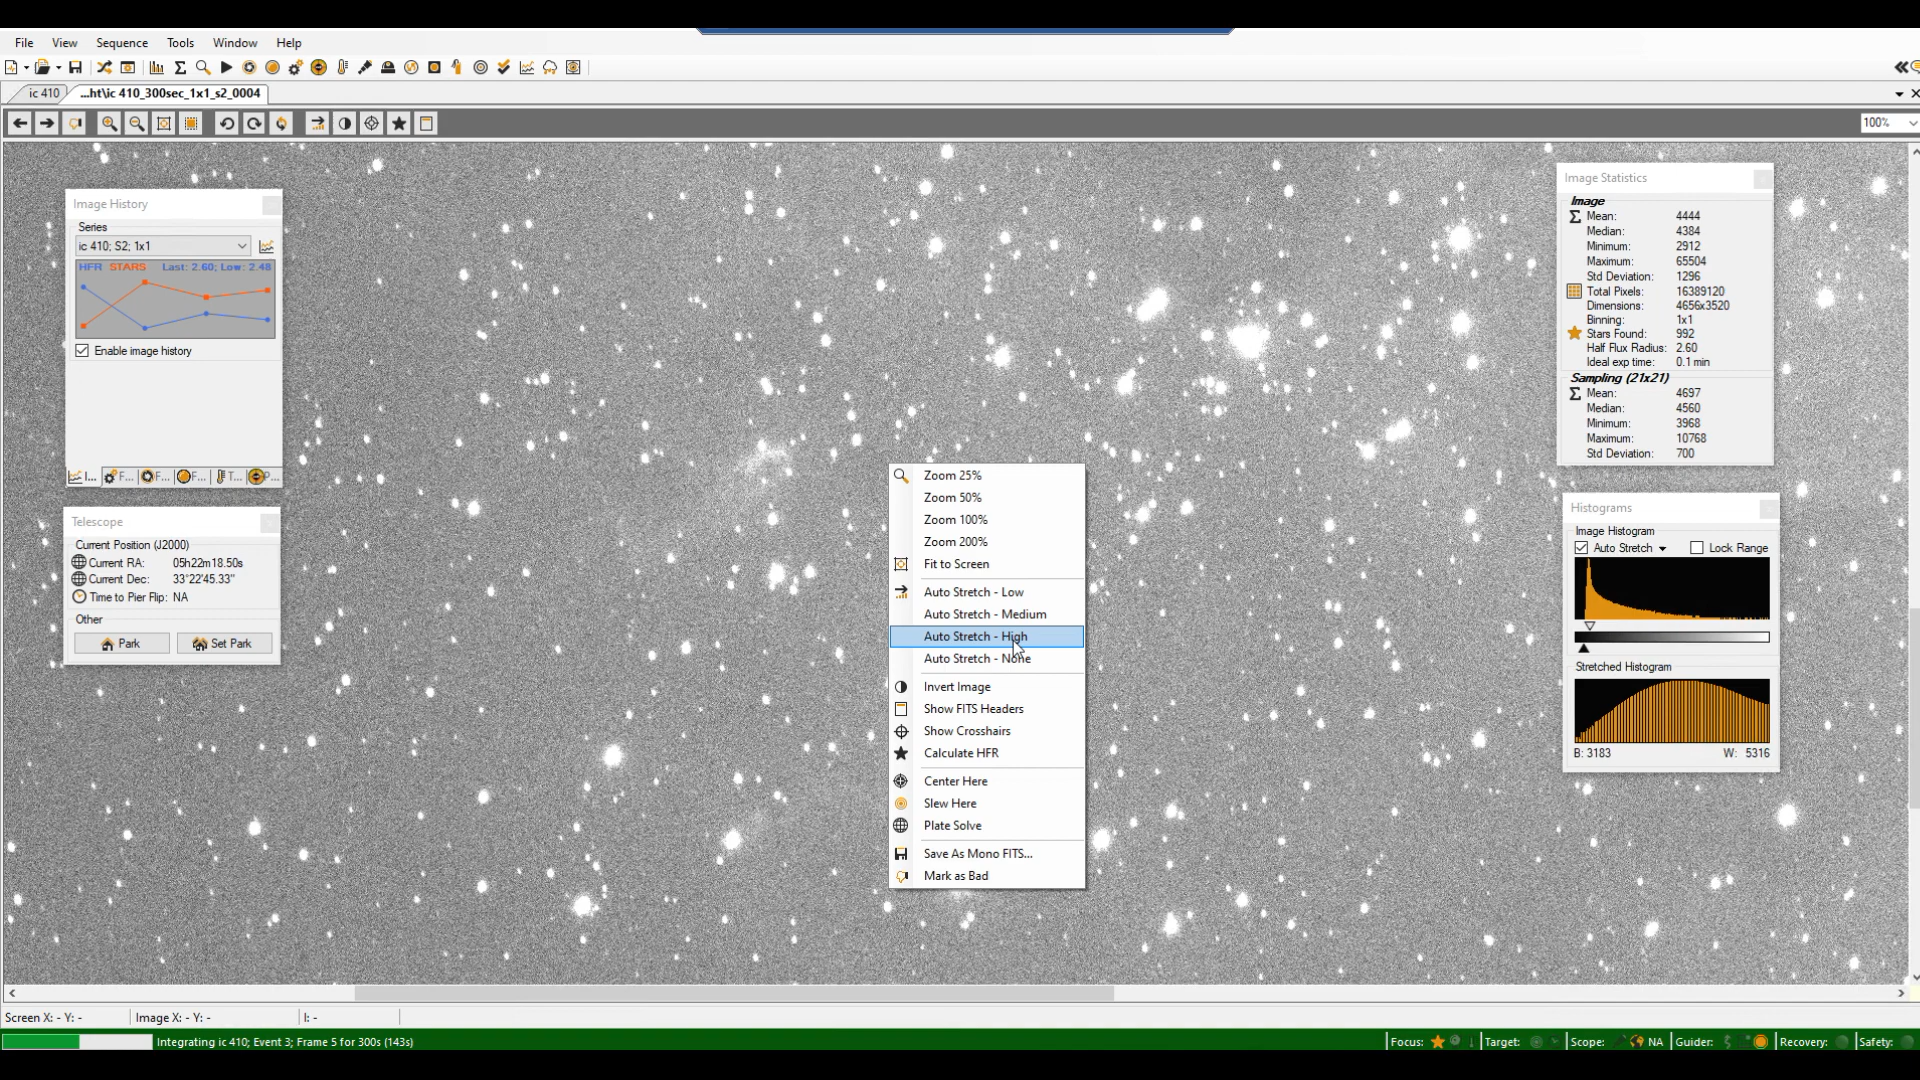 File View Sequence Tools Window Help
ic 410 ...ht\ic 410_300sec_1x1_s2_0004
100%
Image History
Series
ic 410; S2; 1x1
HFR STARS Last: 2.60; Low: 2.48
Enable image history
I... F... F... F... T... P...
Telescope
Current Position (J2000)
Current RA: 05h22m18.50s
Current Dec: 33°22'45.33"
Time to Pier Flip: NA
Other
Park Set Park
Zoom 25%
Zoom 50%
Zoom 100%
Zoom 200%
Fit to Screen
Auto Stretch - Low
Auto Stretch - Medium
Auto Stretch - High
Auto Stretch - None
Invert Image
Show FITS Headers
Show Crosshairs
Calculate HFR
Center Here
Slew Here
Plate Solve
Save As Mono FITS...
Mark as Bad
Image Statistics
Image
Mean: 4444
Median: 4384
Minimum: 2912
Maximum: 65504
Std Deviation: 1296
Total Pixels: 16389120
Dimensions: 4656x3520
Binning: 1x1
Stars Found: 992
Half Flux Radius: 2.60
Ideal exp time: 0.1 min
Sampling (21x21)
Mean: 4697
Median: 4560
Minimum: 3968
Maximum: 10768
Std Deviation: 700
Histograms
Image Histogram
Auto Stretch Lock Range
Stretched Histogram
B: 3183 W: 5316
Screen X: - Y: - Image X: - Y: - I: -
Integrating ic 410; Event 3; Frame 5 for 300s (143s) Focus: Target: Scope: NA Guider: Recovery: Safety: